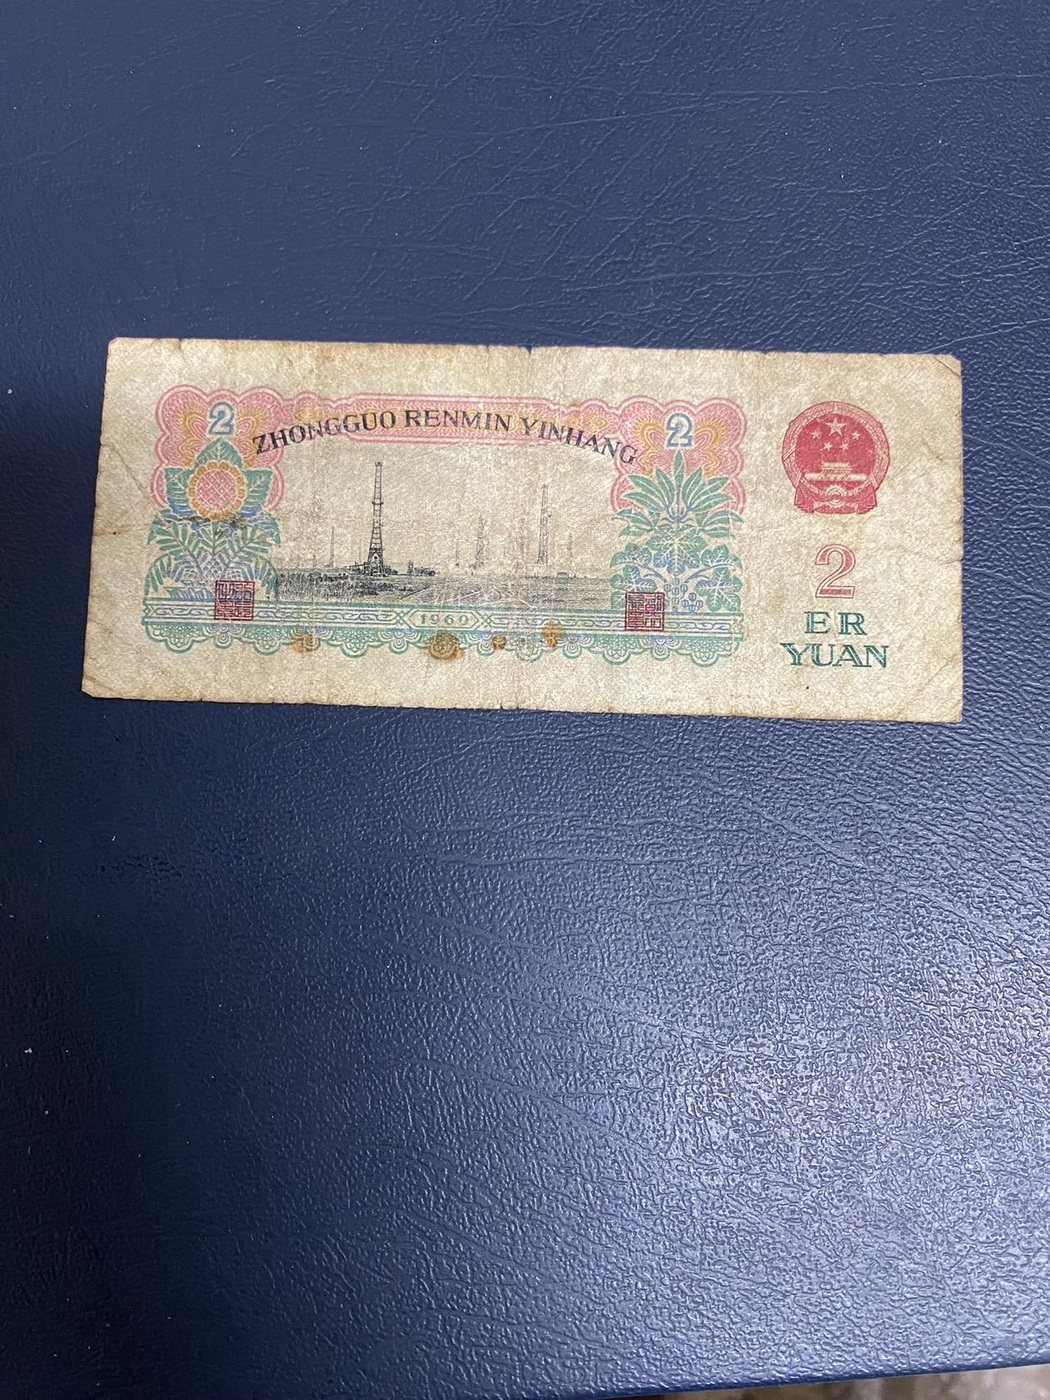 2
2
ZHONGGUO RENMIN YINHANG
1960
2
ER
YUAN